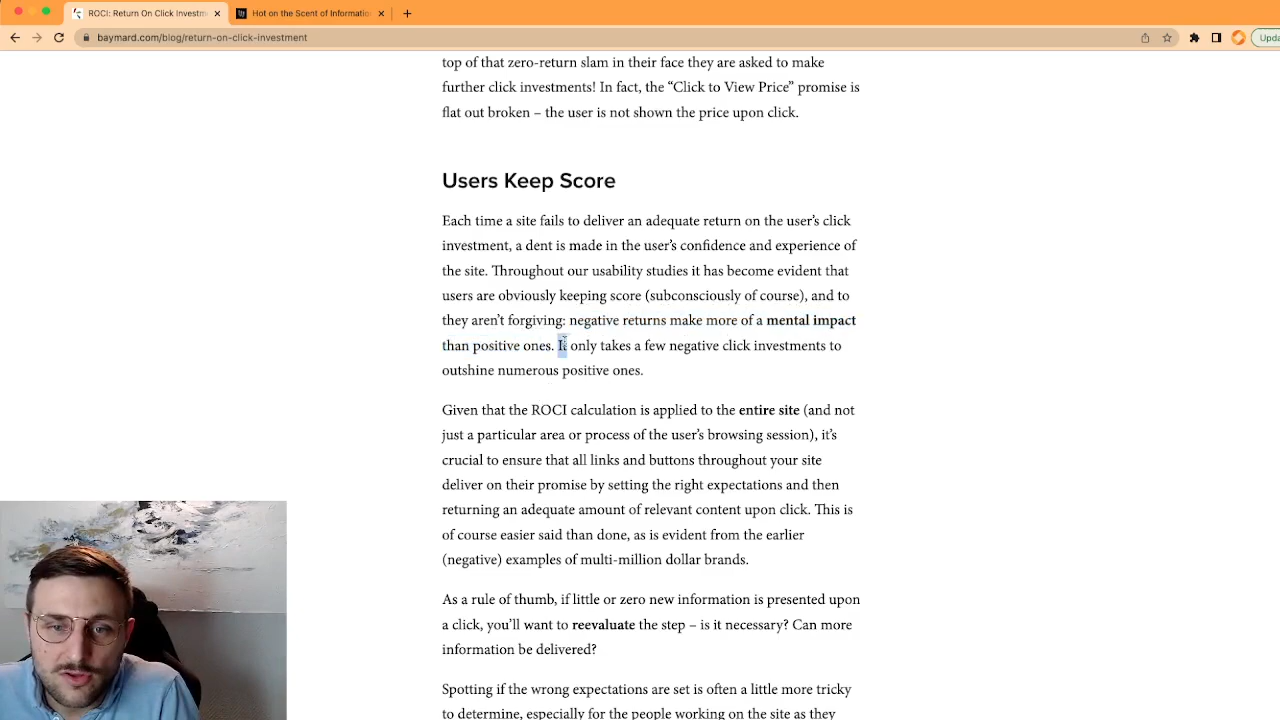 ROCI: Return On Click Investm
Hot on the Scent of Informatio
baymard.com/blog/return-on-click-investment
Upda
top of that zero-return slam in their face they are asked to make
further click investments! In fact, the “Click to View Price” promise is
flat out broken – the user is not shown the price upon click.
Users Keep Score
Each time a site fails to deliver an adequate return on the user’s click
investment, a dent is made in the user’s confidence and experience of
the site. Throughout our usability studies it has become evident that
users are obviously keeping score (subconsciously of course), and to
they aren’t forgiving: negative returns make more of a mental impact
than positive ones. It only takes a few negative click investments to
outshine numerous positive ones.
Given that the ROCI calculation is applied to the entire site (and not
just a particular area or process of the user’s browsing session), it’s
crucial to ensure that all links and buttons throughout your site
deliver on their promise by setting the right expectations and then
returning an adequate amount of relevant content upon click. This is
of course easier said than done, as is evident from the earlier
(negative) examples of multi-million dollar brands.
As a rule of thumb, if little or zero new information is presented upon
a click, you’ll want to reevaluate the step – is it necessary? Can more
information be delivered?
Spotting if the wrong expectations are set is often a little more tricky
to determine, especially for the people working on the site as they